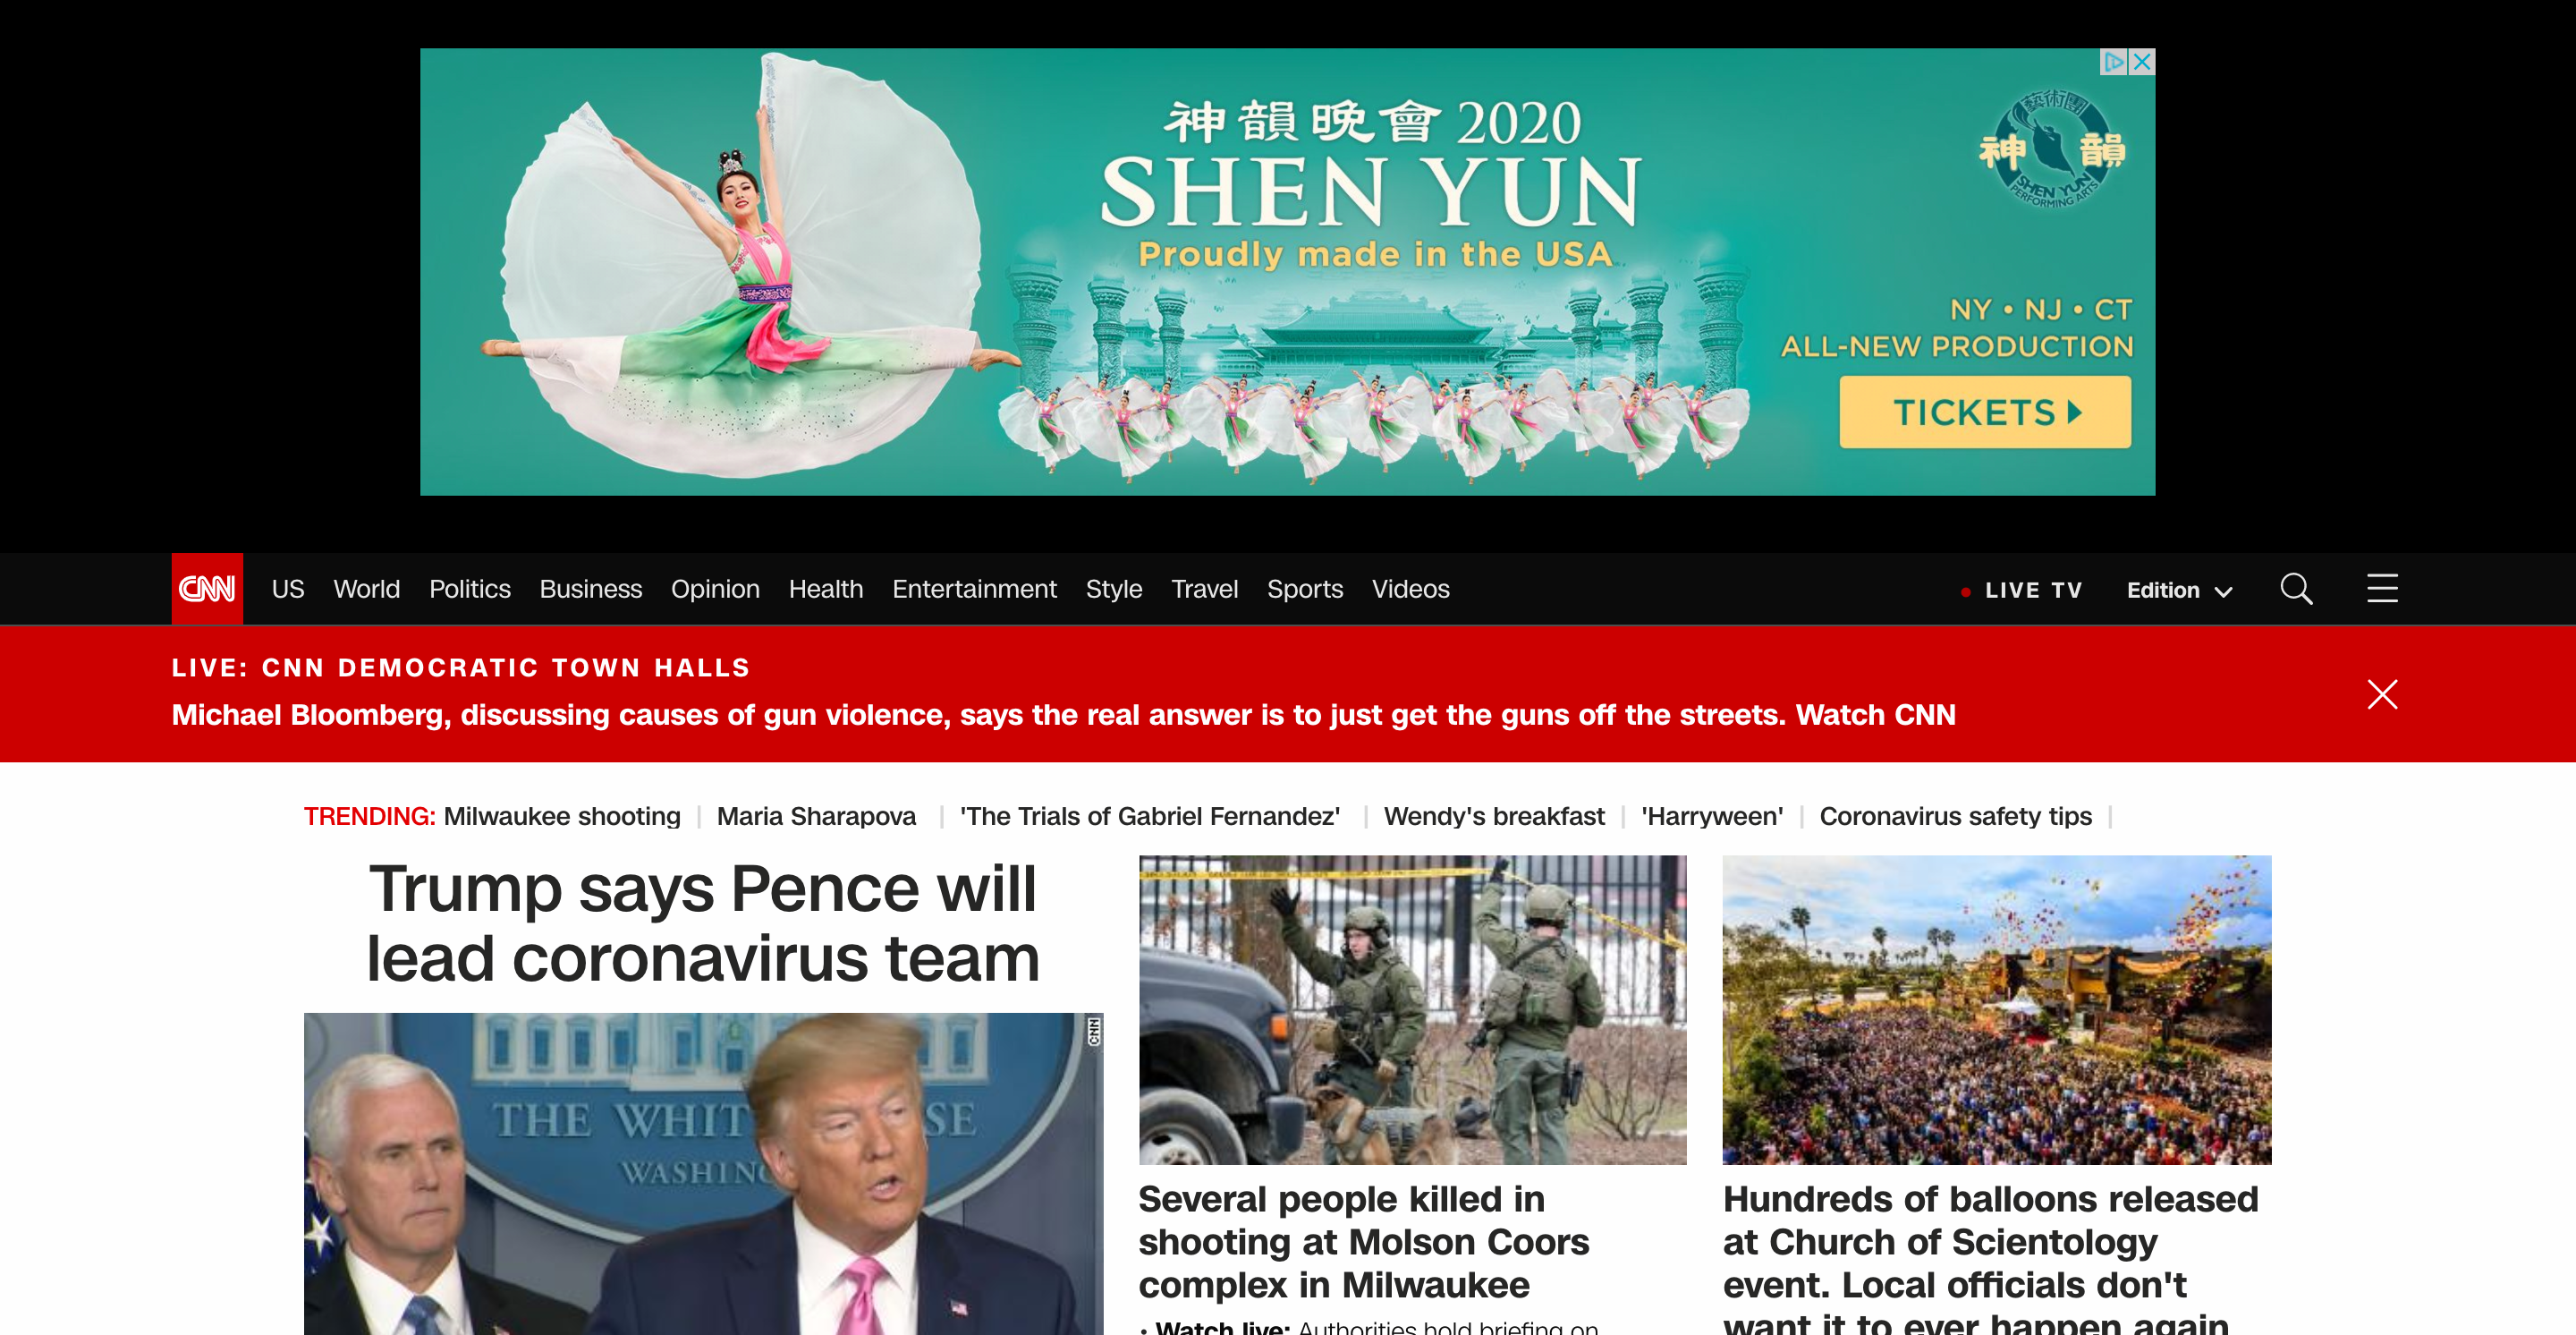 神韻晚會 2020
SHEN YUN
Proudly made in the USA
藝術團
神韻
SHEN YUN
PERFORMING ARTS
NY • NJ • CT
ALL-NEW PRODUCTION
TICKETS
CNN US World Politics Business Opinion Health Entertainment Style Travel Sports Videos LIVE TV Edition
LIVE: CNN DEMOCRATIC TOWN HALLS
Michael Bloomberg, discussing causes of gun violence, says the real answer is to just get the guns off the streets. Watch CNN
TRENDING: Milwaukee shooting | Maria Sharapova | 'The Trials of Gabriel Fernandez' | Wendy's breakfast | 'Harryween' | Coronavirus safety tips |
Trump says Pence will
lead coronavirus team
CNN
THE WHIT SE
WASHING
Several people killed in
shooting at Molson Coors
complex in Milwaukee
• Watch live: Authorities hold briefing on
Hundreds of balloons released
at Church of Scientology
event. Local officials don't
want it to ever happen again